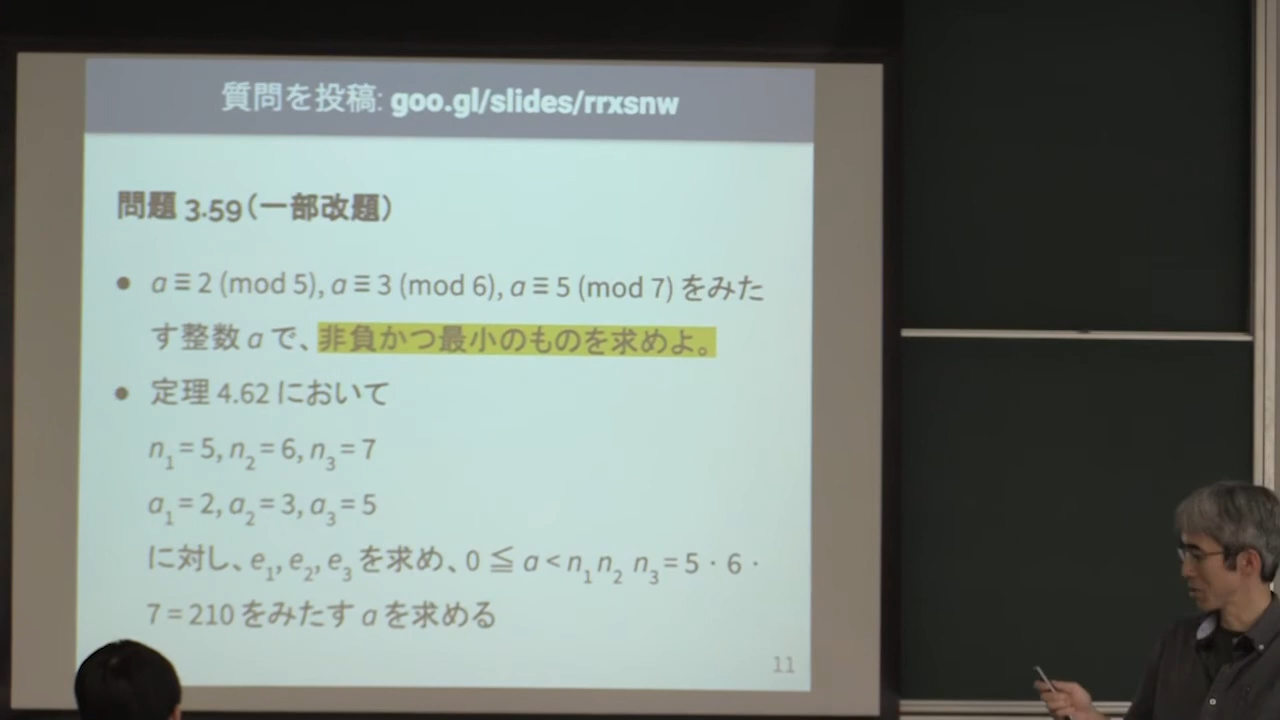 質問を投稿: goo.gl/slides/rrxsnw
問題 3.59（一部改題）
● a ≡ 2 (mod 5), a ≡ 3 (mod 6), a ≡ 5 (mod 7) をみた
す整数 a で、非負かつ最小のものを求めよ。
● 定理 4.62 において
n₁ = 5, n₂ = 6, n₃ = 7
a₁ = 2, a₂ = 3, a₃ = 5
に対し、e₁, e₂, e₃ を求め、0 ≦ a < n₁ n₂ n₃ = 5 · 6 ·
7 = 210 をみたす a を求める
11